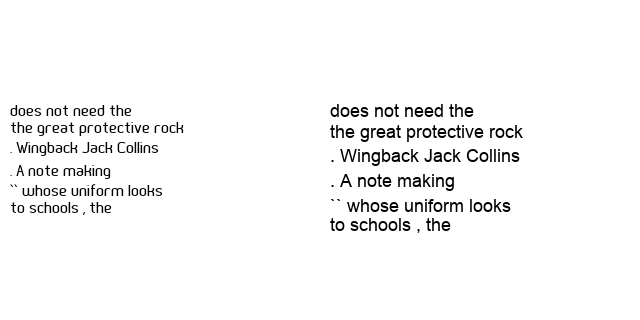 does not need the
the great protective rock
. Wingback Jack Collins
. A note making
`` whose uniform looks
to schools , the
does not need the
the great protective rock
. Wingback Jack Collins
. A note making
`` whose uniform looks
to schools , the